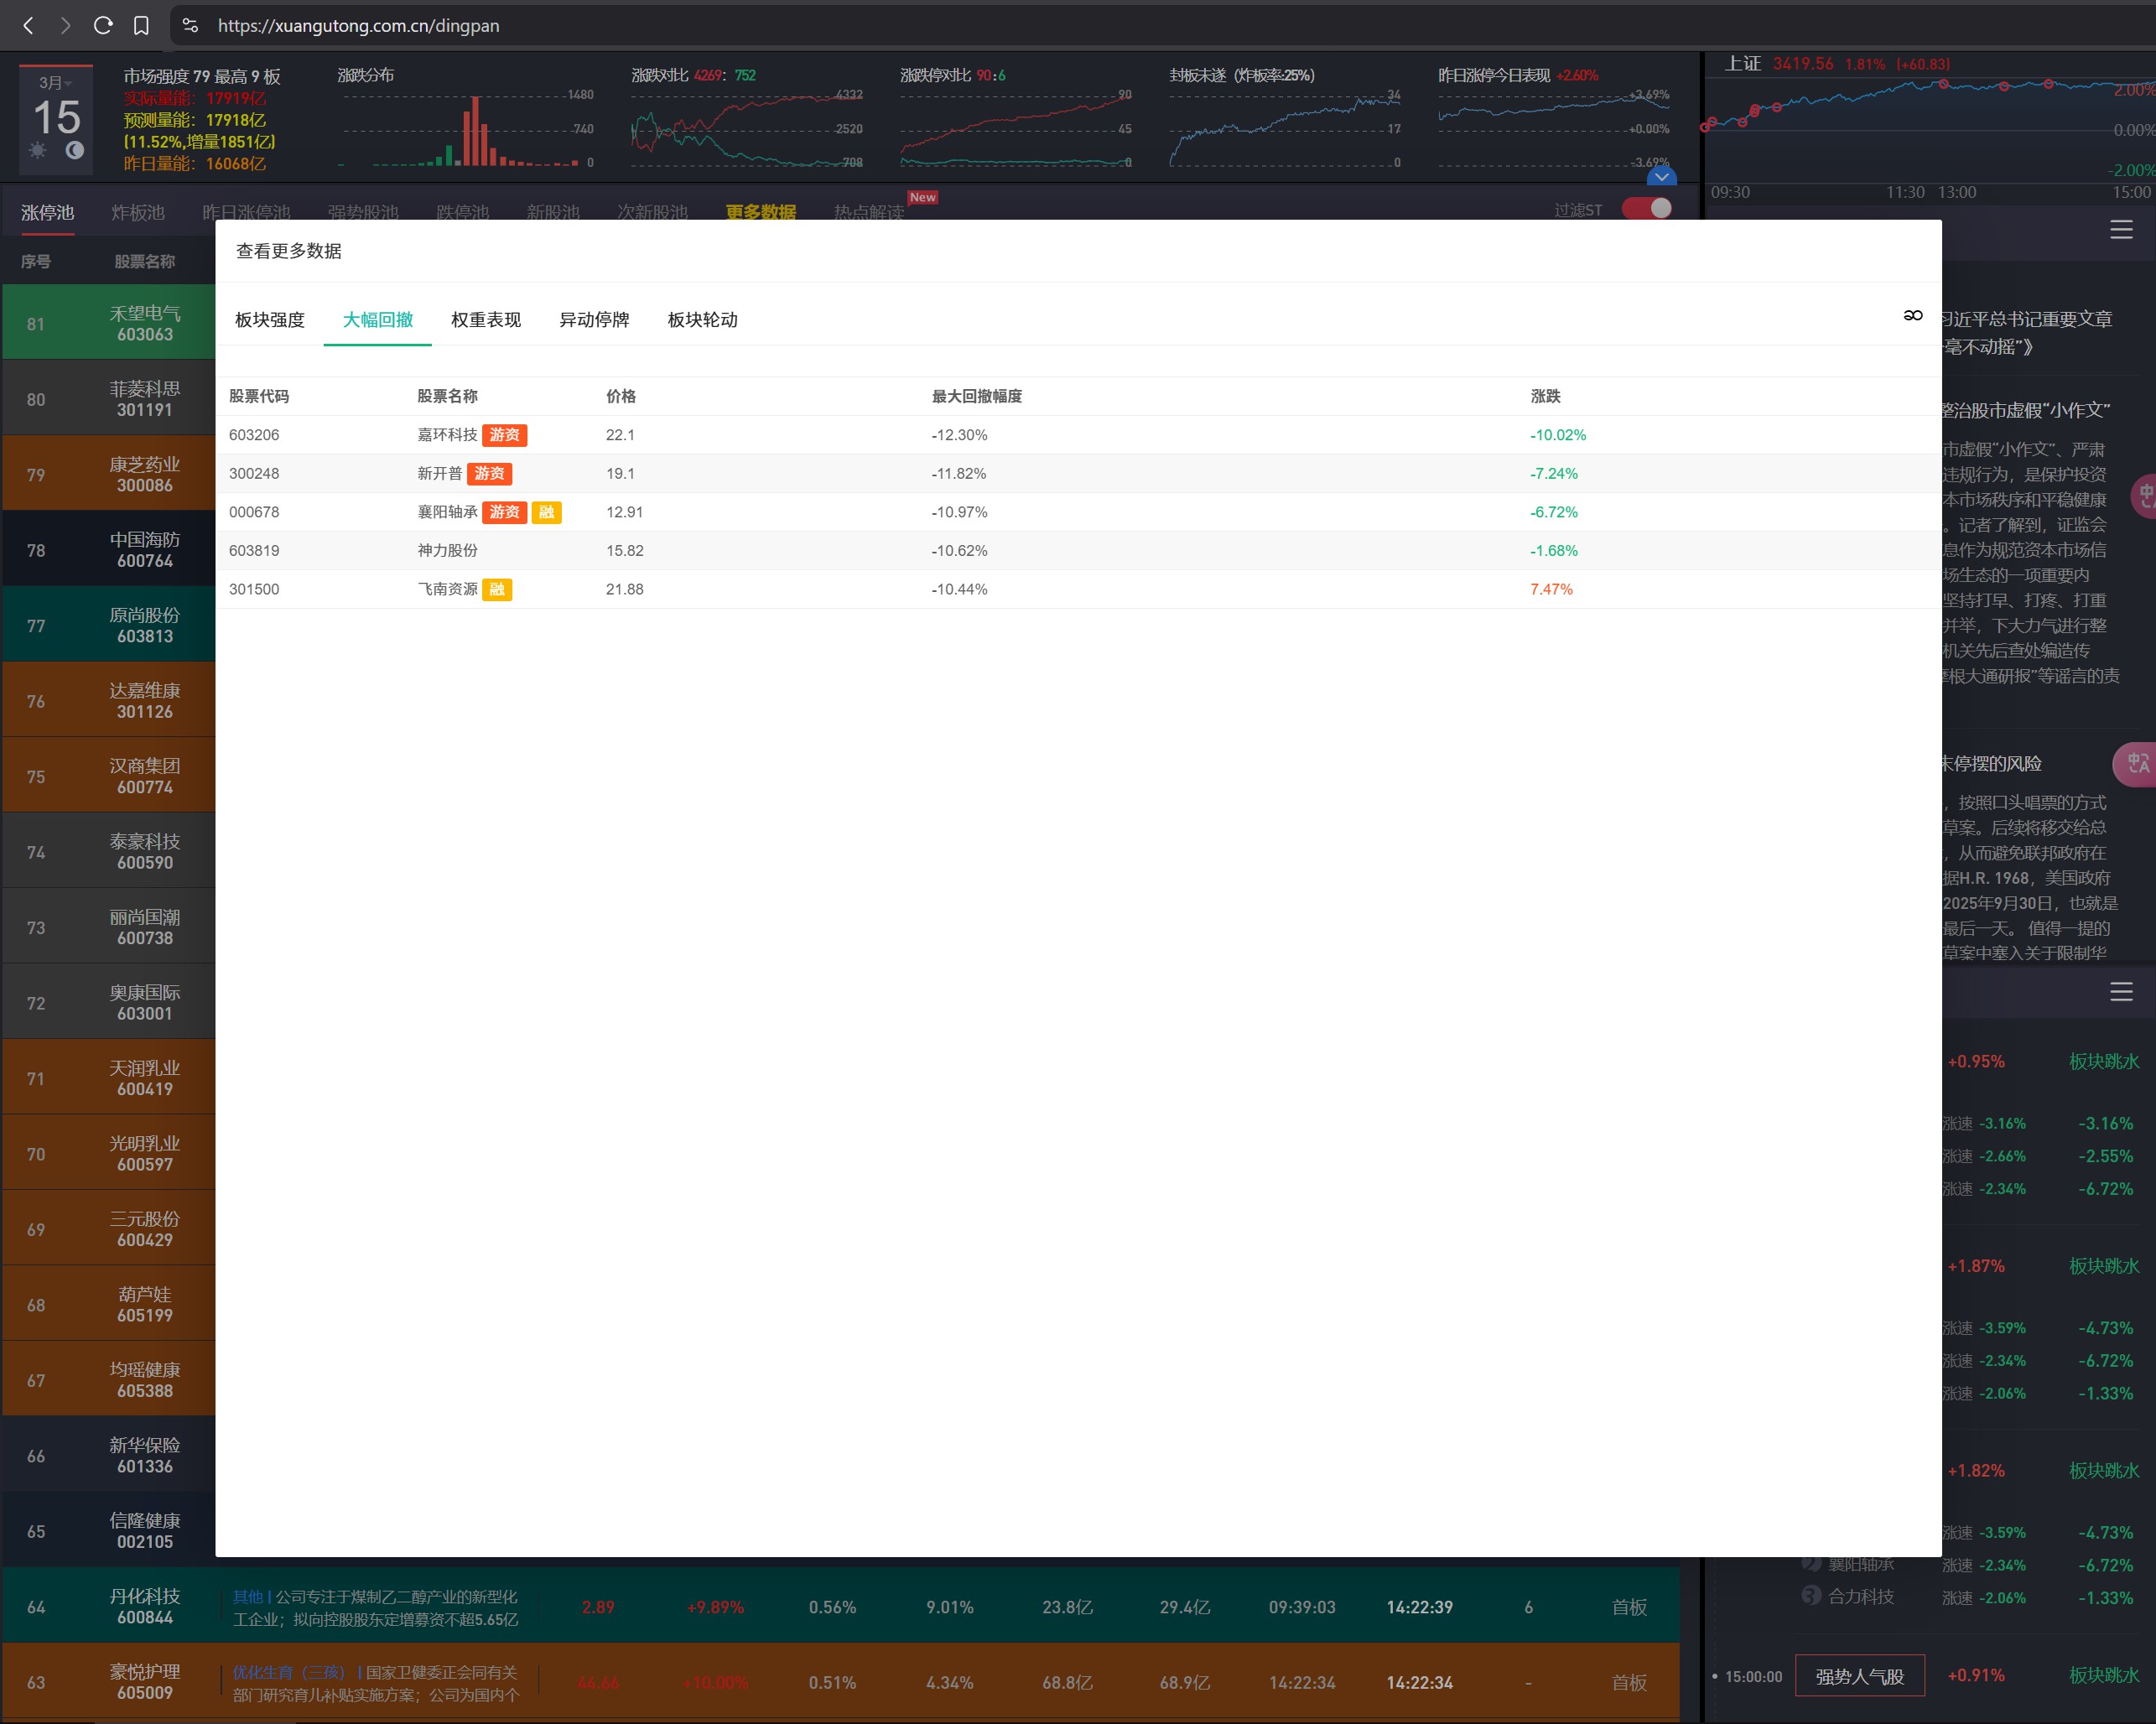 https://xuangutong.com.cn/dingpan
3月
15
市场强度 79 最高 9 板
实际量能：17919亿
预测量能：17918亿
(11.52%,增量1851亿)
昨日量能：16068亿
涨跌分布
1480
740
0
涨跌对比 4269：752
4332
2520
708
涨跌停对比 90:6
90
45
0
封板未遂（炸板率:25%）
34
17
0
昨日涨停今日表现 +2.60%
+3.69%
+0.00%
-3.69%
上证 3419.56 1.81% (+60.83)
2.00%
0.00%
-2.00%
09:30 11:30 13:00 15:00
涨停池 炸板池 昨日涨停池 强势股池 跌停池 新股池 次新股池 更多数据 热点解读 New 过滤ST
序号 股票名称
81 禾望电气
603063
80 菲菱科思
301191
79 康芝药业
300086
78 中国海防
600764
77 原尚股份
603813
76 达嘉维康
301126
75 汉商集团
600774
74 泰豪科技
600590
73 丽尚国潮
600738
72 奥康国际
603001
71 天润乳业
600419
70 光明乳业
600597
69 三元股份
600429
68 葫芦娃
605199
67 均瑶健康
605388
66 新华保险
601336
65 信隆健康
002105
64 丹化科技
600844
其他 | 公司专注于煤制乙二醇产业的新型化
工企业；拟向控股股东定增募资不超5.65亿
2.89 +9.89% 0.56% 9.01% 23.8亿 29.4亿 09:39:03 14:22:39 6 首板
63 豪悦护理
605009
优化生育（三孩） | 国家卫健委正会同有关
部门研究育儿补贴实施方案；公司为国内个
44.66 +10.00% 0.51% 4.34% 68.8亿 68.9亿 14:22:34 14:22:34 - 首板
查看更多数据
板块强度 大幅回撤 权重表现 异动停牌 板块轮动
股票代码 股票名称 价格 最大回撤幅度 涨跌
603206 嘉环科技 游资 22.1 -12.30% -10.02%
300248 新开普 游资 19.1 -11.82% -7.24%
000678 襄阳轴承 游资 融 12.91 -10.97% -6.72%
603819 神力股份 15.82 -10.62% -1.68%
301500 飞南资源 融 21.88 -10.44% 7.47%
习近平总书记重要文章
毫不动摇”》
整治股市虚假“小作文”
市虚假“小作文”、严肃
违规行为，是保护投资
本市场秩序和平稳健康
。记者了解到，证监会
息作为规范资本市场信
场生态的一项重要内
坚持打早、打疼、打重
并举，下大力气进行整
机关先后查处编造传
摩根大通研报”等谣言的责
末停摆的风险
，按照口头唱票的方式
草案。后续将移交给总
，从而避免联邦政府在
据H.R. 1968，美国政府
2025年9月30日，也就是
最后一天。 值得一提的
草案中塞入关于限制华
中A
+0.95% 板块跳水
涨速 -3.16% -3.16%
涨速 -2.66% -2.55%
涨速 -2.34% -6.72%
+1.87% 板块跳水
涨速 -3.59% -4.73%
涨速 -2.34% -6.72%
涨速 -2.06% -1.33%
+1.82% 板块跳水
涨速 -3.59% -4.73%
2 襄阳轴承 涨速 -2.34% -6.72%
3 合力科技 涨速 -2.06% -1.33%
15:00:00 强势人气股 +0.91% 板块跳水